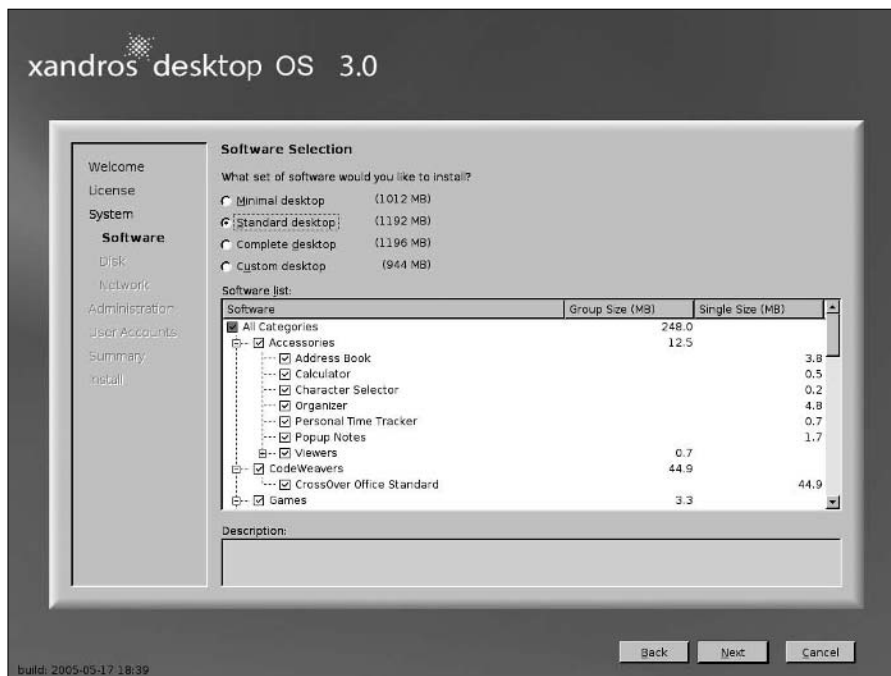 xandros desktop OS 3.0
Welcome
License
System
Software
Disk
Network
Administration
User Accounts
Summary
Install
Software Selection
What set of software would you like to install?
Minimal desktop (1012 MB)
Standard desktop (1192 MB)
Complete desktop (1196 MB)
Custom desktop (944 MB)
Software list:
Software Group Size (MB) Single Size (MB)
All Categories 248.0
Accessories 12.5
Address Book 3.8
Calculator 0.5
Character Selector 0.2
Organizer 4.8
Personal Time Tracker 0.7
Popup Notes 1.7
Viewers 0.7
CodeWeavers 44.9
CrossOver Office Standard 44.9
Games 3.3
Description:
Back Next Cancel
build: 2005-05-17 18:39